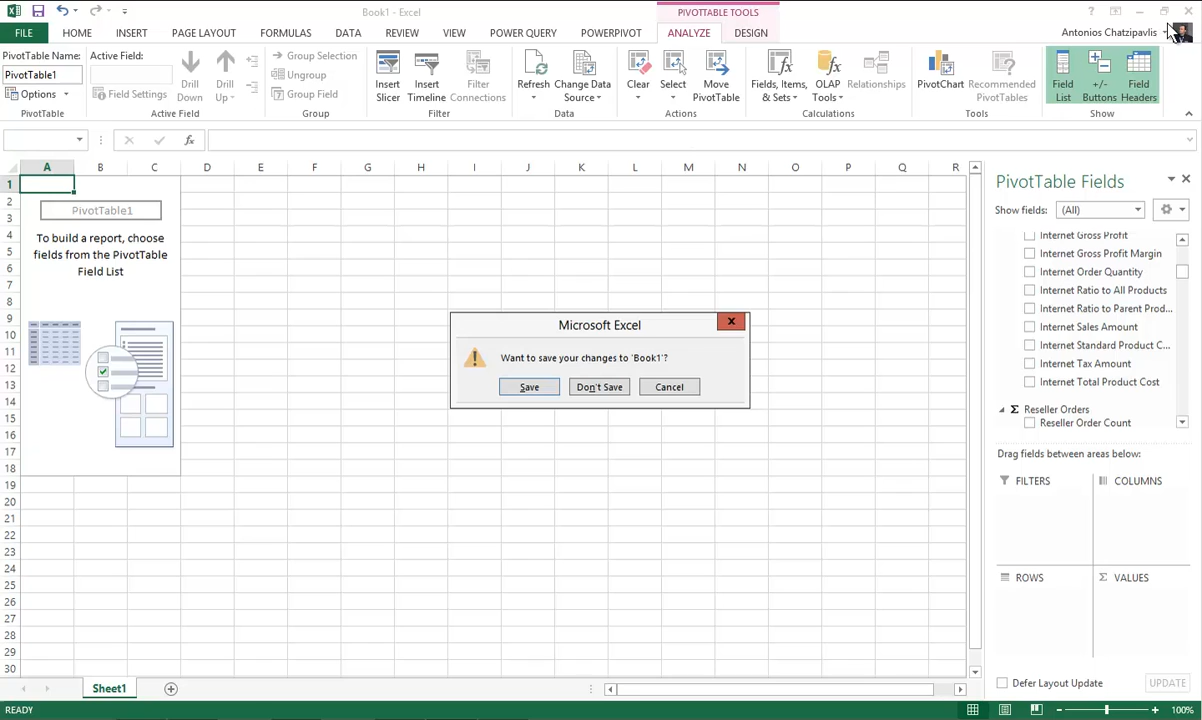 Book1 - Excel
PIVOTTABLE TOOLS
?
FILE
HOME
INSERT
PAGE LAYOUT
FORMULAS
DATA
REVIEW
VIEW
POWER QUERY
POWERPIVOT
ANALYZE
DESIGN
Antonios Chatzipavlis
PivotTable Name:
PivotTable1
Options
PivotTable
Active Field:
Field Settings
Drill Down
Drill Up
Active Field
Group Selection
Ungroup
Group Field
Group
Insert Slicer
Insert Timeline
Filter Connections
Filter
Refresh
Change Data Source
Data
Clear
Select
Move PivotTable
Actions
Fields, Items, & Sets
OLAP Tools
Relationships
Calculations
PivotChart
Recommended PivotTables
Tools
Field List
+/- Buttons
Field Headers
Show
fx
A B C D E F G H I J K L M N O P Q R
1
2
3
4
5
6
7
8
9
10
11
12
13
14
15
16
17
18
19
20
21
22
23
24
25
26
27
28
29
30
PivotTable1
To build a report, choose
fields from the PivotTable
Field List
Microsoft Excel
x
Want to save your changes to 'Book1'?
Save
Don't Save
Cancel
PivotTable Fields
Show fields:
(All)
Internet Gross Profit
Internet Gross Profit Margin
Internet Order Quantity
Internet Ratio to All Products
Internet Ratio to Parent Prod...
Internet Sales Amount
Internet Standard Product C...
Internet Tax Amount
Internet Total Product Cost
Σ Reseller Orders
Reseller Order Count
Drag fields between areas below:
FILTERS
COLUMNS
ROWS
Σ VALUES
Defer Layout Update
UPDATE
Sheet1
READY
100%